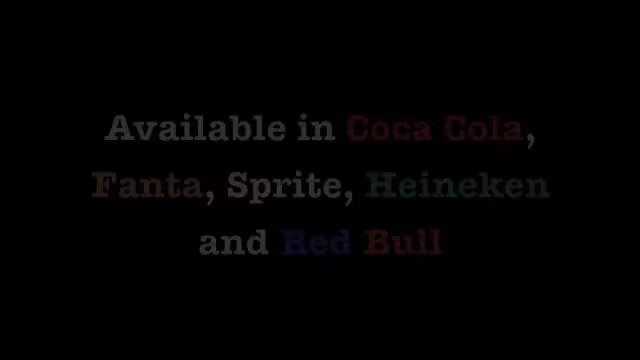 Available in Coca Cola,
Fanta, Sprite, Heineken
and Red Bull